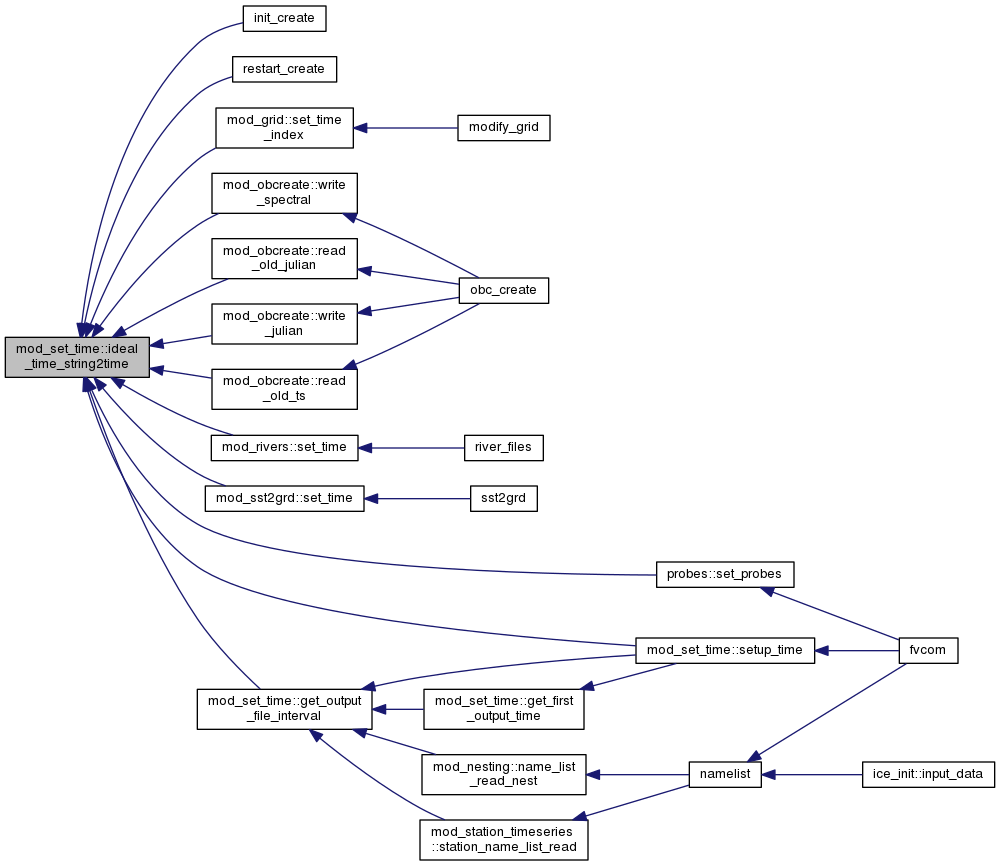 init_create
restart_create
mod_grid::set_time
_index
modify_grid
mod_obcreate::write
_spectral
mod_obcreate::read
_old_julian
obc_create
mod_obcreate::write
_julian
mod_set_time::ideal
_time_string2time
mod_obcreate::read
_old_ts
mod_rivers::set_time
river_files
mod_sst2grd::set_time
sst2grd
probes::set_probes
mod_set_time::setup_time
fvcom
mod_set_time::get_output
_file_interval
mod_set_time::get_first
_output_time
mod_nesting::name_list
_read_nest
namelist
ice_init::input_data
mod_station_timeseries
::station_name_list_read